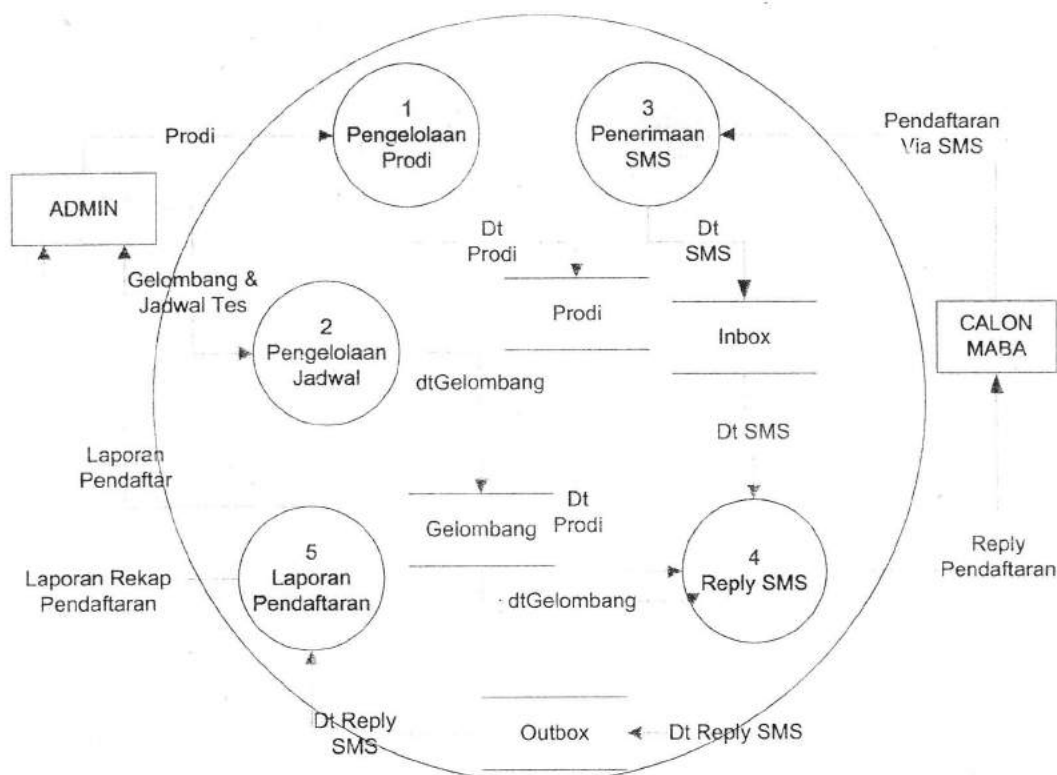 1
Pengelolaan
Prodi
3
Penerimaan
SMS
Prodi
Pendaftaran
Via SMS
ADMIN
Dt
Prodi
Dt
SMS
Gelombang &
Jadwal Tes
2
Pengelolaan
Jadwal
Prodi
Inbox
CALON
MABA
dtGelombang
Dt SMS
Laporan
Pendaftar
Gelombang
Dt
Prodi
5
Laporan
Pendaftaran
4
Reply SMS
Reply
Pendaftaran
Laporan Rekap
Pendaftaran
dtGelombang
Dt Reply
SMS
Outbox
Dt Reply SMS